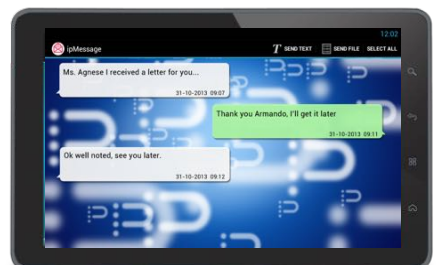 12:02
ipMessage
SEND TEXT
SEND FILE
SELECT ALL
Ms. Agnese I received a letter for you...
31-10-2013 09:07
Thank you Armando, I'll get it later
31-10-2013 09:11
Ok well noted, see you later.
31-10-2013 09:12